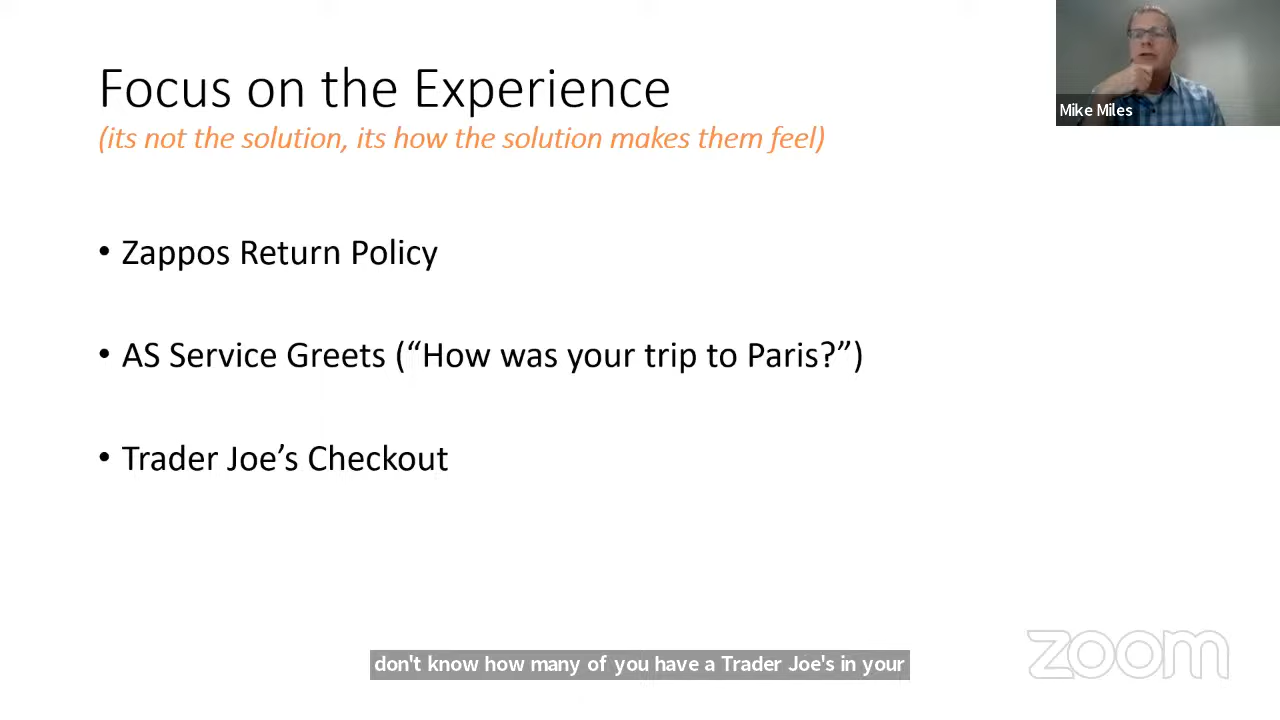 Focus on the Experience
(its not the solution, its how the solution makes them feel)
Mike Miles
• Zappos Return Policy
• AS Service Greets (“How was your trip to Paris?”)
• Trader Joe’s Checkout
don't know how many of you have a Trader Joe's in your
zoom